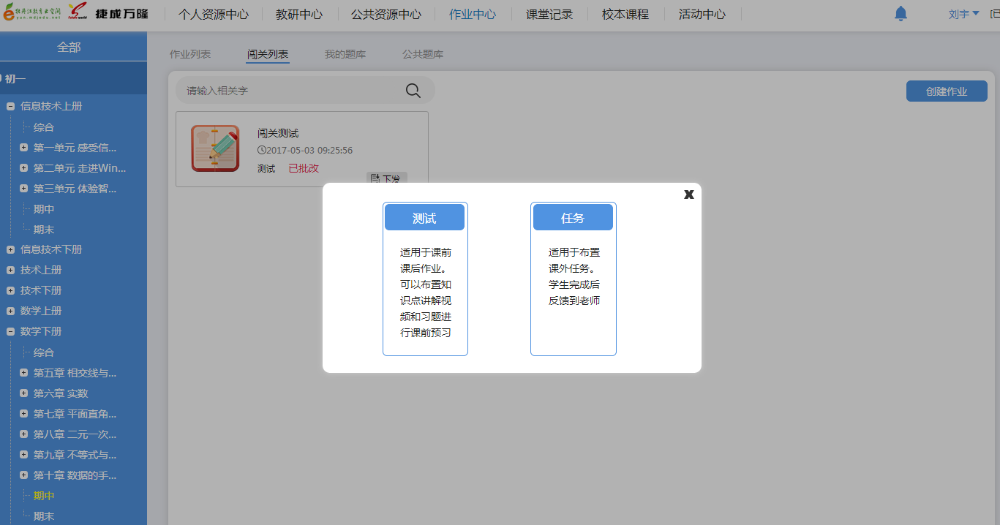 牡丹江教育云空间 捷成万隆 个人资源中心 教研中心 公共资源中心 作业中心 课堂记录 校本课程 活动中心 刘宇
yun.mdjedu.net
全部
作业列表 闯关列表 我的题库 公共题库
初一
请输入相关字
创建作业
信息技术上册
综合
第一单元 感受信...
第二单元 走进Win...
第三单元 体验智...
期中
期末
信息技术下册
技术上册
技术下册
数学上册
数学下册
综合
第五章 相交线与...
第六章 实数
第七章 平面直角...
第八章 二元一次...
第九章 不等式与...
第十章 数据的手...
期中
期末
闯关测试
2017-05-03 09:25:56
测试 已批改
下发
X
测试
适用于课前
课后作业。
可以布置知
识点讲解视
频和习题进
行课前预习
任务
适用于布置
课外任务。
学生完成后
反馈到老师